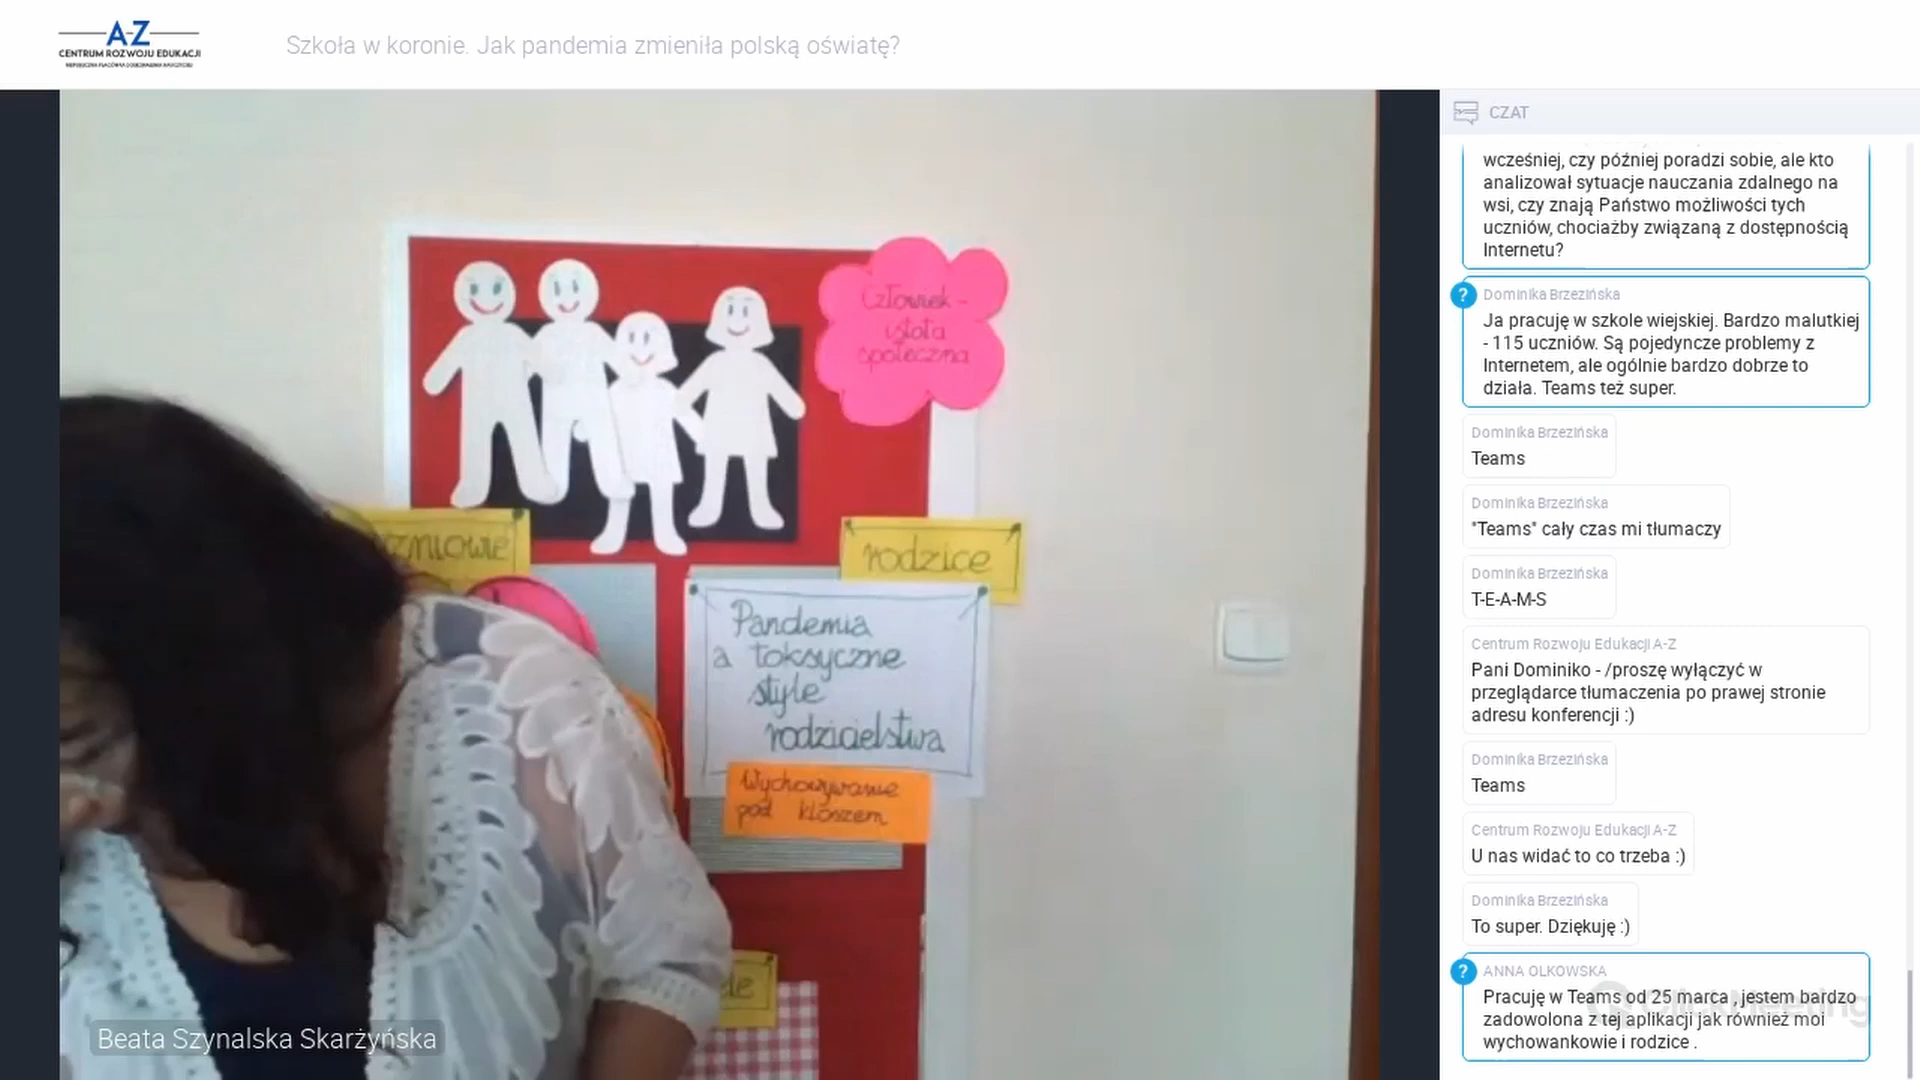 A-Z
CENTRUM ROZWOJU EDUKACJI
Szkoła w koronie. Jak pandemia zmieniła polską oświatę?
Człowiek -
istota
społeczna
rodzice
Pandemia
a toksyczne
style
rodzicielstwa
Wychowywanie
pod kloszem
Beata Szynalska Skarżyńska
CZAT
wcześniej, czy później poradzi sobie, ale kto
analizował sytuacje nauczania zdalnego na
wsi, czy znają Państwo możliwości tych
uczniów, chociażby związaną z dostępnością
Internetu?
Dominika Brzezińska
Ja pracuję w szkole wiejskiej. Bardzo malutkiej
- 115 uczniów. Są pojedyncze problemy z
Internetem, ale ogólnie bardzo dobrze to
działa. Teams też super.
Dominika Brzezińska
Teams
Dominika Brzezińska
"Teams" cały czas mi tłumaczy
Dominika Brzezińska
T-E-A-M-S
Centrum Rozwoju Edukacji A-Z
Pani Dominiko - /proszę wyłączyć w
przeglądarce tłumaczenia po prawej stronie
adresu konferencji :)
Dominika Brzezińska
Teams
Centrum Rozwoju Edukacji A-Z
U nas widać to co trzeba :)
Dominika Brzezińska
To super. Dziękuję :)
ANNA OLKOWSKA
Pracuję w Teams od 25 marca , jestem bardzo
zadowolona z tej aplikacji jak również moi
wychowankowie i rodzice .
ClickMeeting